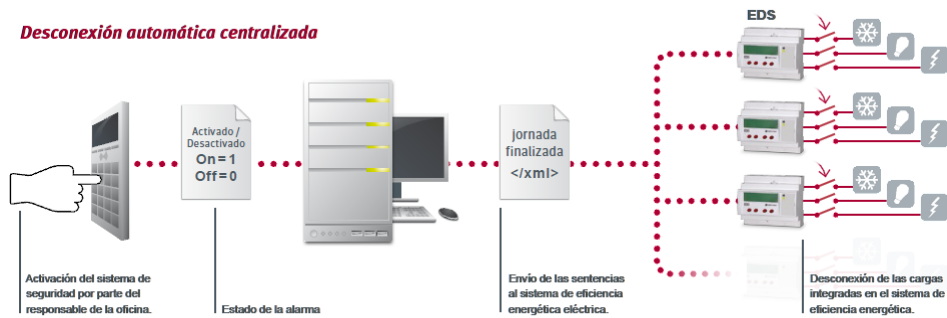 Desconexión automática centralizada
EDS
Activado /
Desactivado
On=1
Off=0
jornada
finalizada
</xml>
Activación del sistema de
seguridad por parte del
responsable de la oficina.
Estado de la alarma
Envío de las sentencias
al sistema de eficiencia
energética eléctrica.
Desconexión de las cargas
integradas en el sistema de
eficiencia energética.